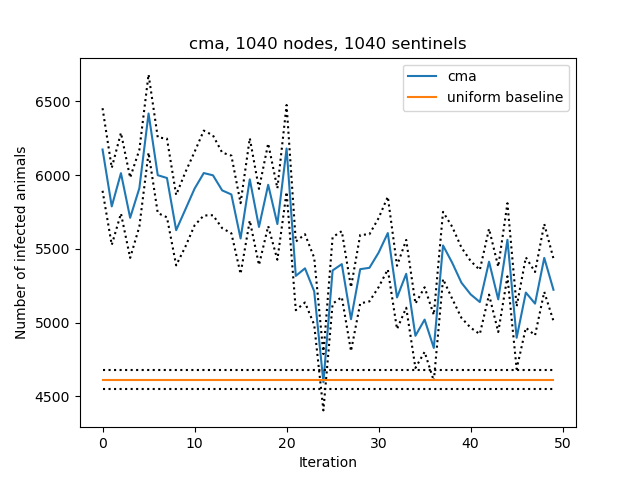 cma, 1040 nodes, 1040 sentinels
cma
uniform baseline
Number of infected animals
6500
6000
5500
5000
4500
0 10 20 30 40 50
Iteration